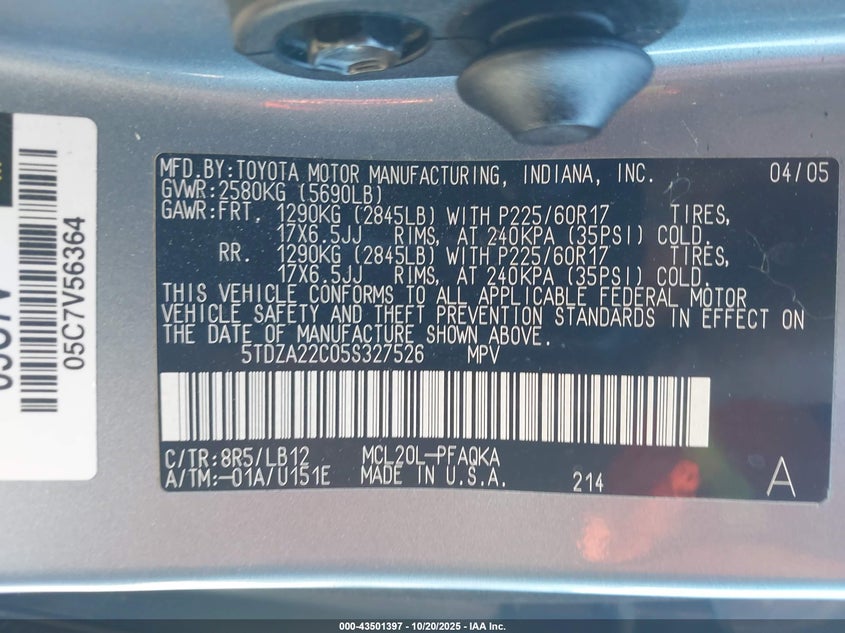 MFD.BY:TOYOTA MOTOR MANUFACTURING, INDIANA, INC. 04/05
GVWR:2580KG (5690LB)
GAWR:FRT. 1290KG (2845LB) WITH P225/60R17 TIRES,
17X6.5JJ RIMS, AT 240KPA (35PSI) COLD.
RR. 1290KG (2845LB) WITH P225/60R17 TIRES,
17X6.5JJ RIMS, AT 240KPA (35PSI) COLD.
THIS VEHICLE CONFORMS TO ALL APPLICABLE FEDERAL MOTOR
VEHICLE SAFETY AND THEFT PREVENTION STANDARDS IN EFFECT ON
THE DATE OF MANUFACTURE SHOWN ABOVE.
5TDZA22C05S327526 MPV
C/TR:8R5/LB12 MCL20L-PFAQKA
A/TM:-01A/U151E MADE IN U.S.A. 214 A
05C7V56364
000-43501397 - 10/20/2025 - IAA Inc.